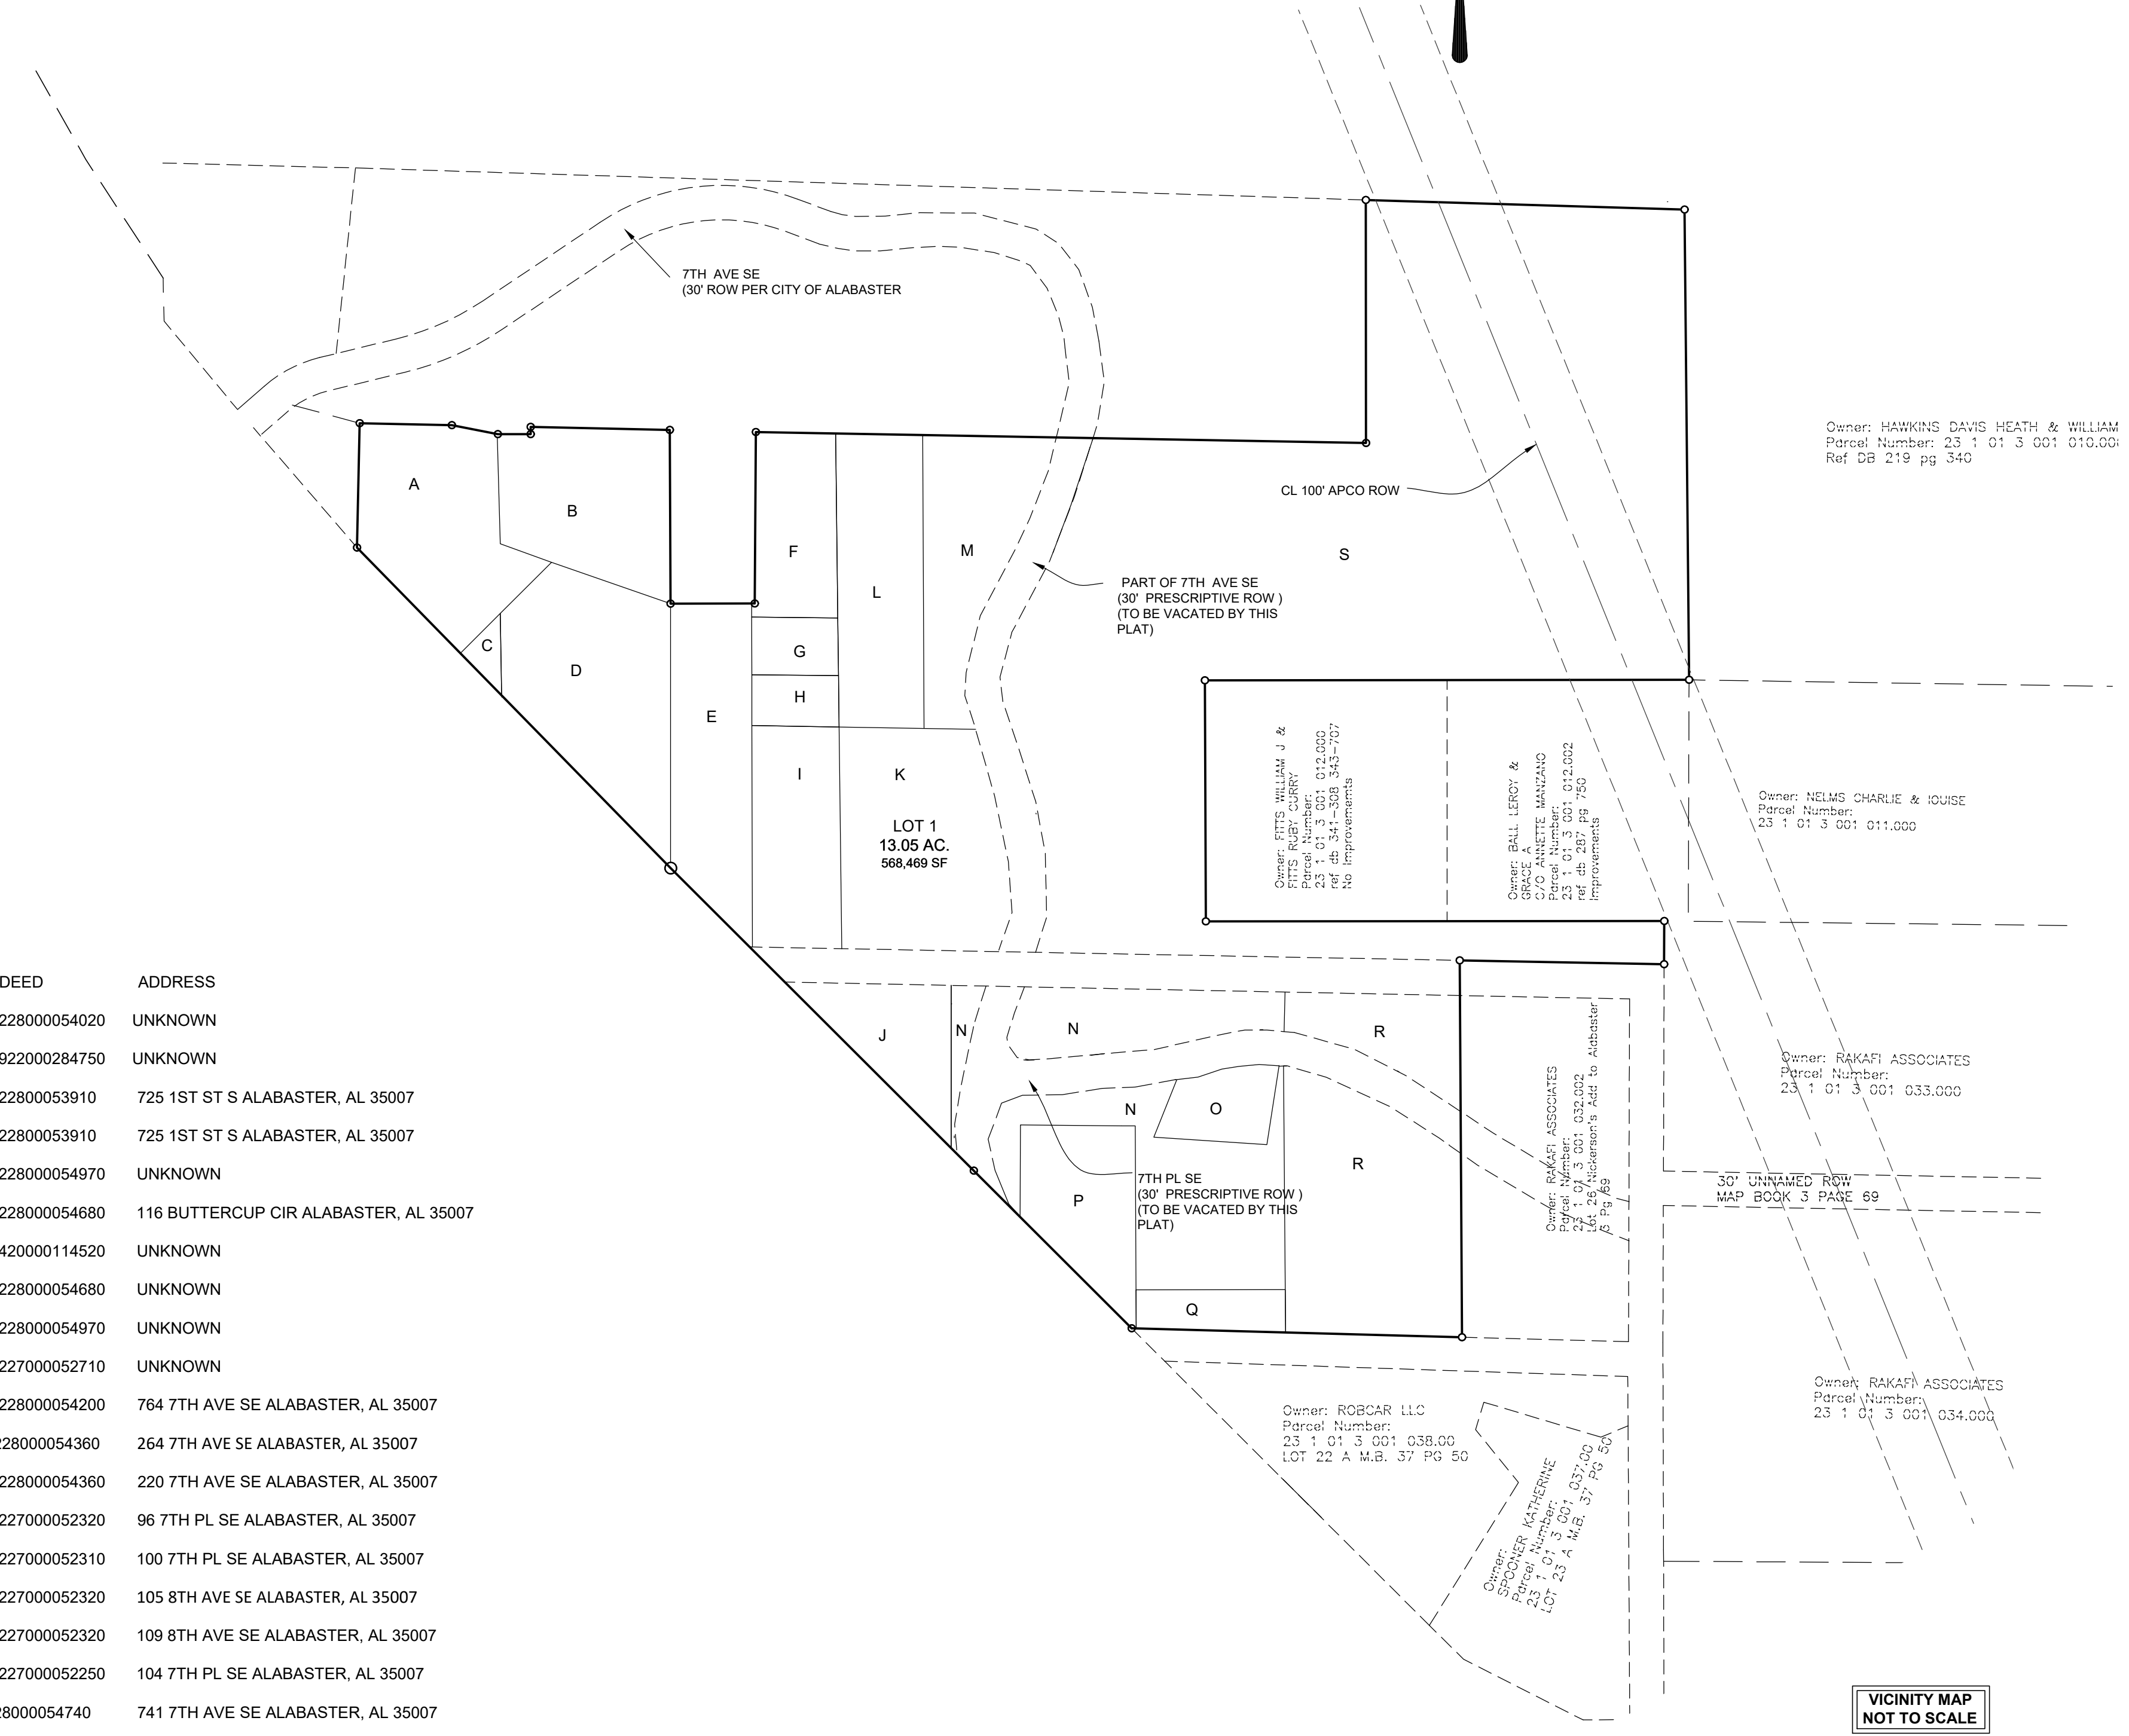 7TH AVE SE
(30' ROW PER CITY OF ALABASTER
Owner: HAWKINS DAVIS HEATH & WILLIAM
Parcel Number: 23 1 01 3 001 010.00
Ref DB 219 pg 340
CL 100' APCO ROW
A
B
F
M
S
L
PART OF 7TH AVE SE
(30' PRESCRIPTIVE ROW )
(TO BE VACATED BY THIS
PLAT)
C
G
D
H
E
I
K
LOT 1
13.05 AC.
568,469 SF
Owner: FITTS WILLIAM J &
FITTS RUBY CURRY
Parcel Number:
23 1 01 3 001 012.000
ref db 341-308 343-707
No Improvememts
Owner: BALL LEROY &
GRACE A
C/O ANNETTE MANZANO
Parcel Number:
23 1 01 3 001 012.002
ref db 287 pg 750
Improvements
Owner: NELMS CHARLIE & IOUISE
Parcel Number:
23 1 01 3 001 011.000
J
N
N
R
N
O
R
P
Q
7TH PL SE
(30' PRESCRIPTIVE ROW )
(TO BE VACATED BY THIS
PLAT)
Owner: RAKAFI ASSOCIATES
Parcel Number:
23 1 01 3 001 032.002
Lot 26 Nickerson's Add to Alabaster
Pg 69
Owner: RAKAFI ASSOCIATES
Parcel Number:
23 1 01 3 001 033.000
30' UNNAMED ROW
MAP BOOK 3 PAGE 69
Owner: RAKAFI ASSOCIATES
Parcel Number:
23 1 01 3 001 034.000
Owner: ROBCAR LLC
Parcel Number:
23 1 01 3 001 038.00
LOT 22 A M.B. 37 PG 50
Owner:
SPOONER KATHERINE
Parcel Number:
23 1 01 3 001 037.00
LOT 23 A M.B. 37 PG 50
DEED ADDRESS
228000054020 UNKNOWN
922000284750 UNKNOWN
22800053910 725 1ST ST S ALABASTER, AL 35007
22800053910 725 1ST ST S ALABASTER, AL 35007
228000054970 UNKNOWN
228000054680 116 BUTTERCUP CIR ALABASTER, AL 35007
420000114520 UNKNOWN
228000054680 UNKNOWN
228000054970 UNKNOWN
227000052710 UNKNOWN
228000054200 764 7TH AVE SE ALABASTER, AL 35007
28000054360 264 7TH AVE SE ALABASTER, AL 35007
228000054360 220 7TH AVE SE ALABASTER, AL 35007
227000052320 96 7TH PL SE ALABASTER, AL 35007
227000052310 100 7TH PL SE ALABASTER, AL 35007
227000052320 105 8TH AVE SE ALABASTER, AL 35007
227000052320 109 8TH AVE SE ALABASTER, AL 35007
227000052250 104 7TH PL SE ALABASTER, AL 35007
8000054740 741 7TH AVE SE ALABASTER, AL 35007
VICINITY MAP
NOT TO SCALE